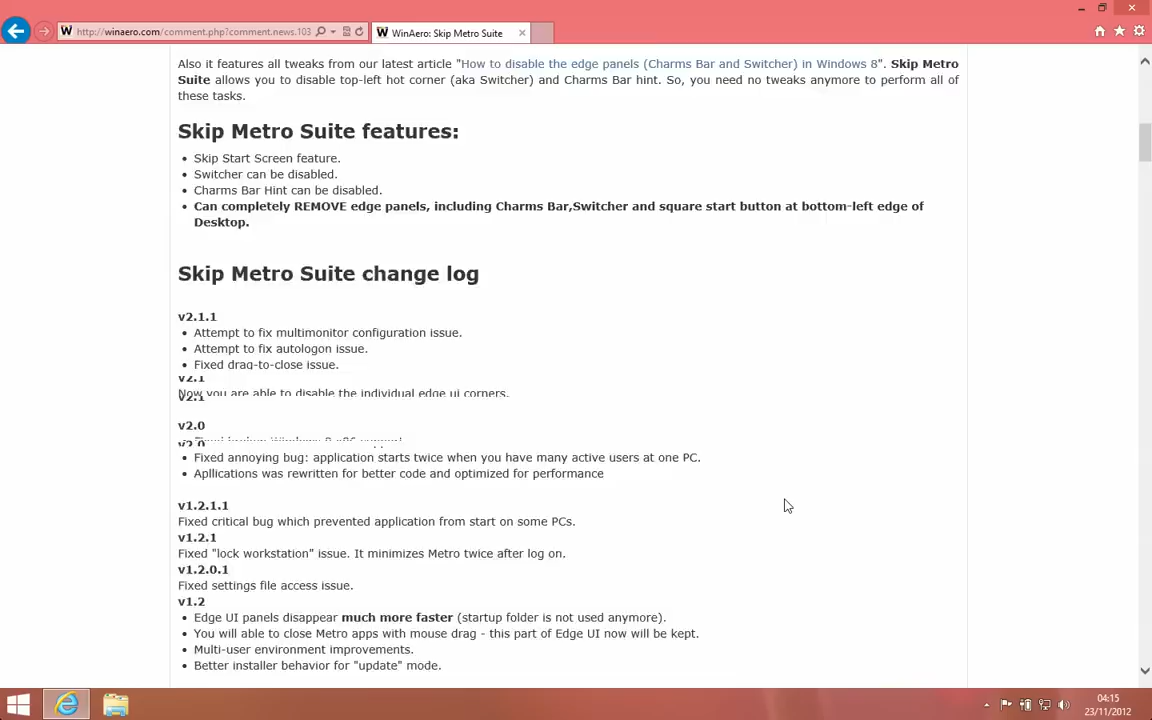 http://winaero.com/comment.php?comment.news.103
WinAero: Skip Metro Suite
Also it features all tweaks from our latest article "How to disable the edge panels (Charms Bar and Switcher) in Windows 8". Skip Metro
Suite allows you to disable top-left hot corner (aka Switcher) and Charms Bar hint. So, you need no tweaks anymore to perform all of
these tasks.
Skip Metro Suite features:
• Skip Start Screen feature.
• Switcher can be disabled.
• Charms Bar Hint can be disabled.
• Can completely REMOVE edge panels, including Charms Bar,Switcher and square start button at bottom-left edge of
Desktop.
Skip Metro Suite change log
v2.1.1
• Attempt to fix multimonitor configuration issue.
• Attempt to fix autologon issue.
• Fixed drag-to-close issue.
v2.1
Now you are able to disable the individual edge ui corners.
v2.1
v2.0
v2.0
• Fixed annoying bug: application starts twice when you have many active users at one PC.
• Apllications was rewritten for better code and optimized for performance
v1.2.1.1
Fixed critical bug which prevented application from start on some PCs.
v1.2.1
Fixed "lock workstation" issue. It minimizes Metro twice after log on.
v1.2.0.1
Fixed settings file access issue.
v1.2
• Edge UI panels disappear much more faster (startup folder is not used anymore).
• You will able to close Metro apps with mouse drag - this part of Edge UI now will be kept.
• Multi-user environment improvements.
• Better installer behavior for "update" mode.
04:15
23/11/2012